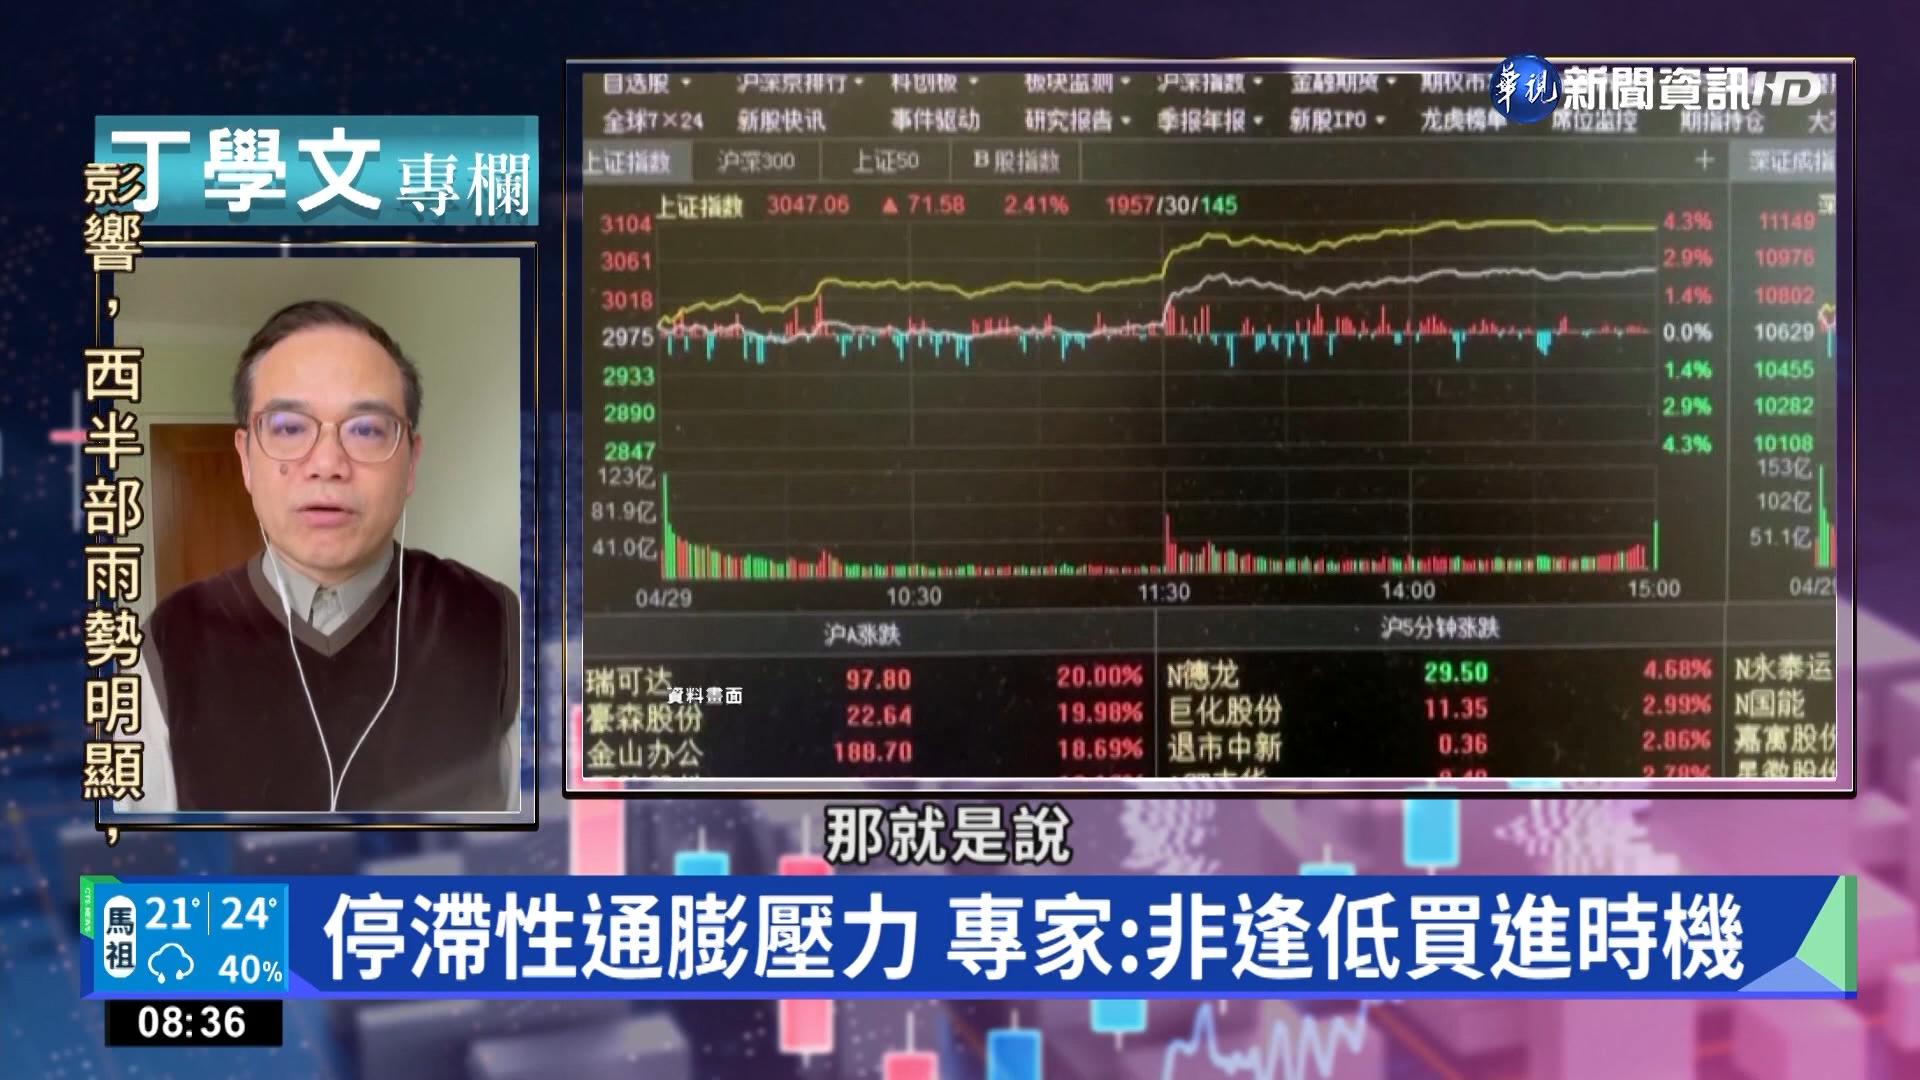 自选股 沪深京排行 科创板 板块监测 沪深指数 金融期货
華視 新聞資訊HD
全球7×24 新股快讯 事件驱动 研究报告 季报年报 新股IPO 龙虎榜单 席位监控 期指持仓
上证指数 沪深300 上证50 B股指数 + 深证成指
上证指数 3047.06 ▲ 71.58 2.41% 1957/30/145
3104 4.3% 11149
3061 2.9% 10976
3018 1.4% 10802
2975 0.0% 10629
2933 1.4% 10455
2890 2.9% 10282
2847 4.3% 10108
123亿 153亿
81.9亿 102亿
41.0亿 51.1亿
04/29 10:30 11:30 14:00 15:00
沪A涨跌 沪5分钟涨跌
瑞可达 97.80 20.00% N德龙 29.50 4.68% N永泰运
豪森股份 22.64 19.98% 巨化股份 11.35 2.99% N国能
金山办公 188.70 18.69% 退市中新 0.36 2.86% 嘉寓股份
資料畫面
丁學文 專欄
影響，西半部雨勢明顯，
那就是說
停滯性通膨壓力 專家:非逢低買進時機
CTS NEWS
馬祖 21° 24°
40%
08:36